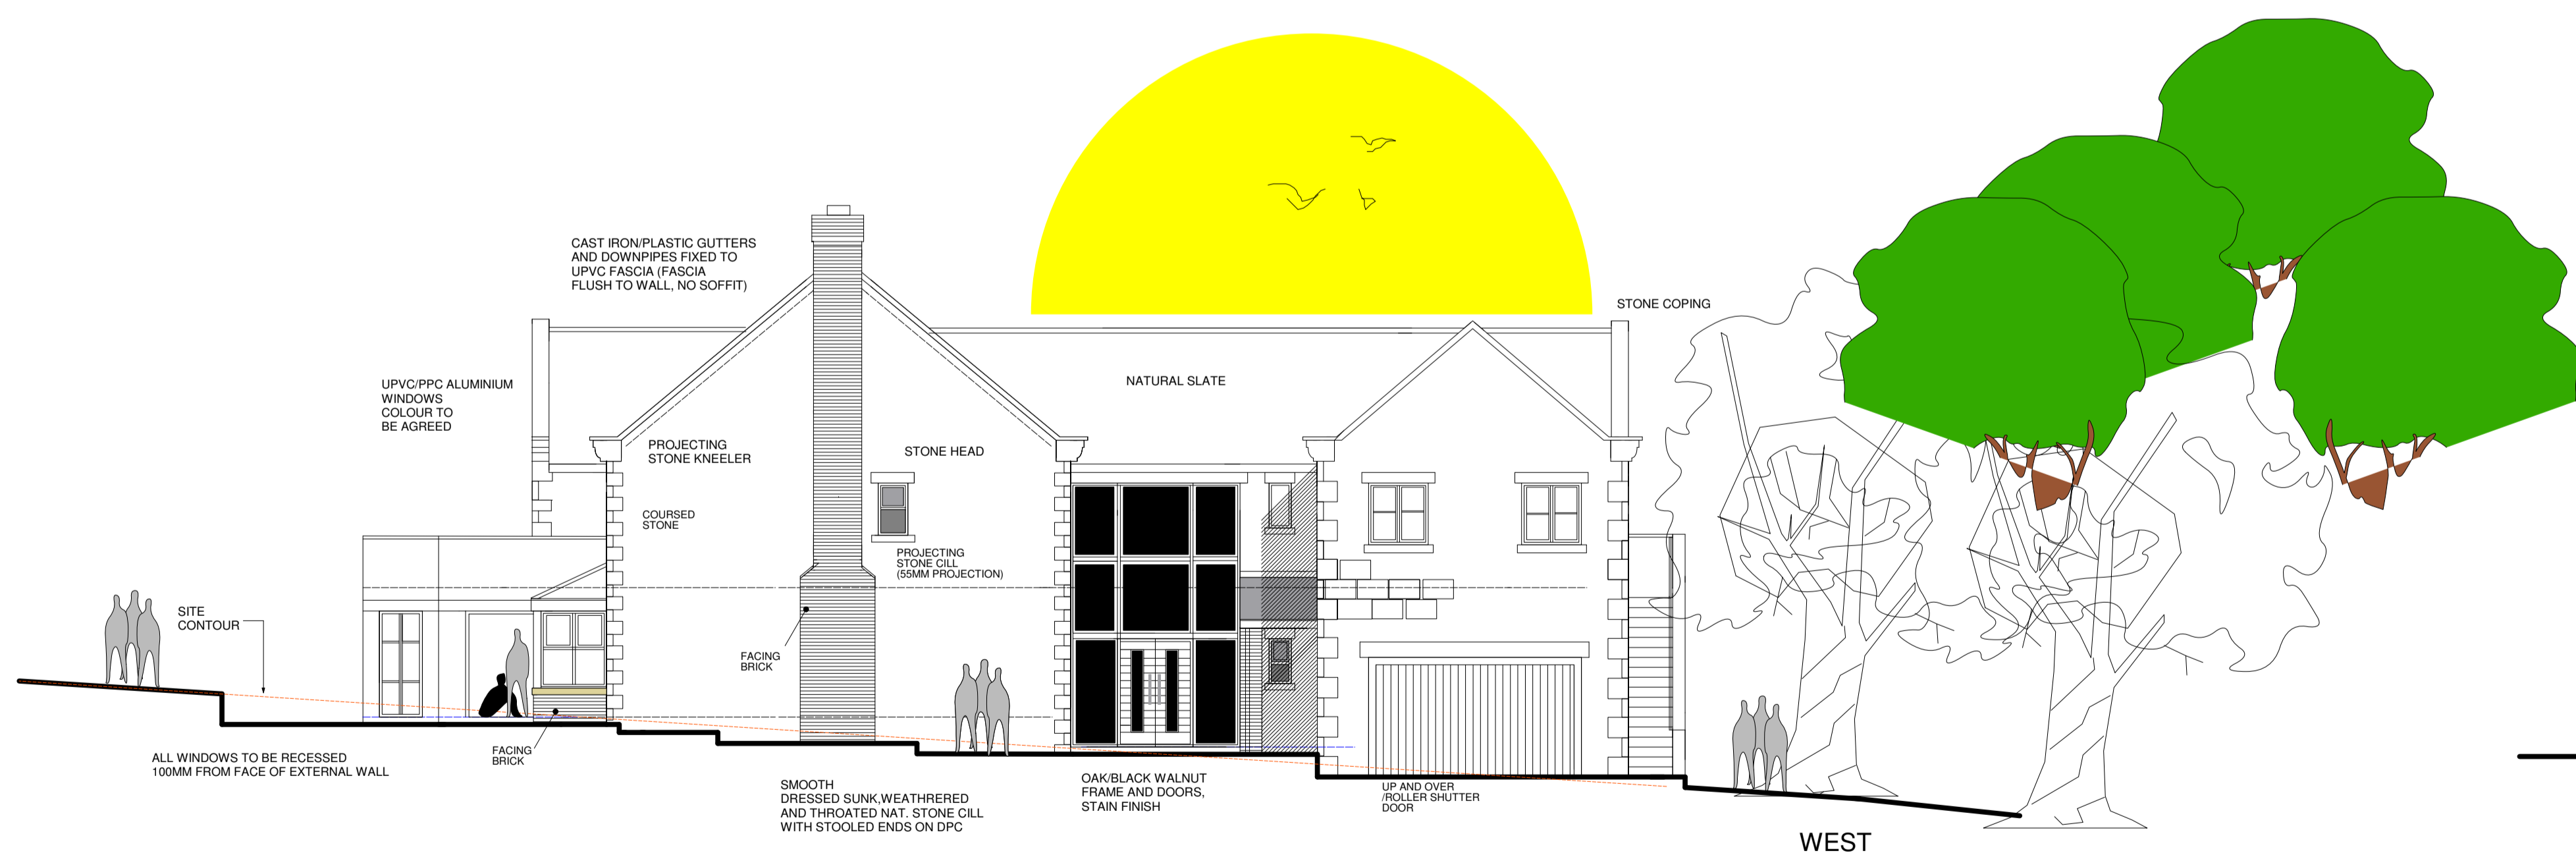 CAST IRON/PLASTIC GUTTERS
AND DOWNPIPES FIXED TO
UPVC FASCIA (FASCIA
FLUSH TO WALL, NO SOFFIT)
STONE COPING
UPVC/PPC ALUMINIUM
WINDOWS
COLOUR TO
BE AGREED
NATURAL SLATE
PROJECTING
STONE KNEELER
STONE HEAD
COURSED
STONE
PROJECTING
STONE CILL
(55MM PROJECTION)
SITE
CONTOUR
FACING
BRICK
FACING
BRICK
ALL WINDOWS TO BE RECESSED
100MM FROM FACE OF EXTERNAL WALL
SMOOTH
DRESSED SUNK,WEATHRERED
AND THROATED NAT. STONE CILL
WITH STOOLED ENDS ON DPC
OAK/BLACK WALNUT
FRAME AND DOORS,
STAIN FINISH
UP AND OVER
/ROLLER SHUTTER
DOOR
WEST